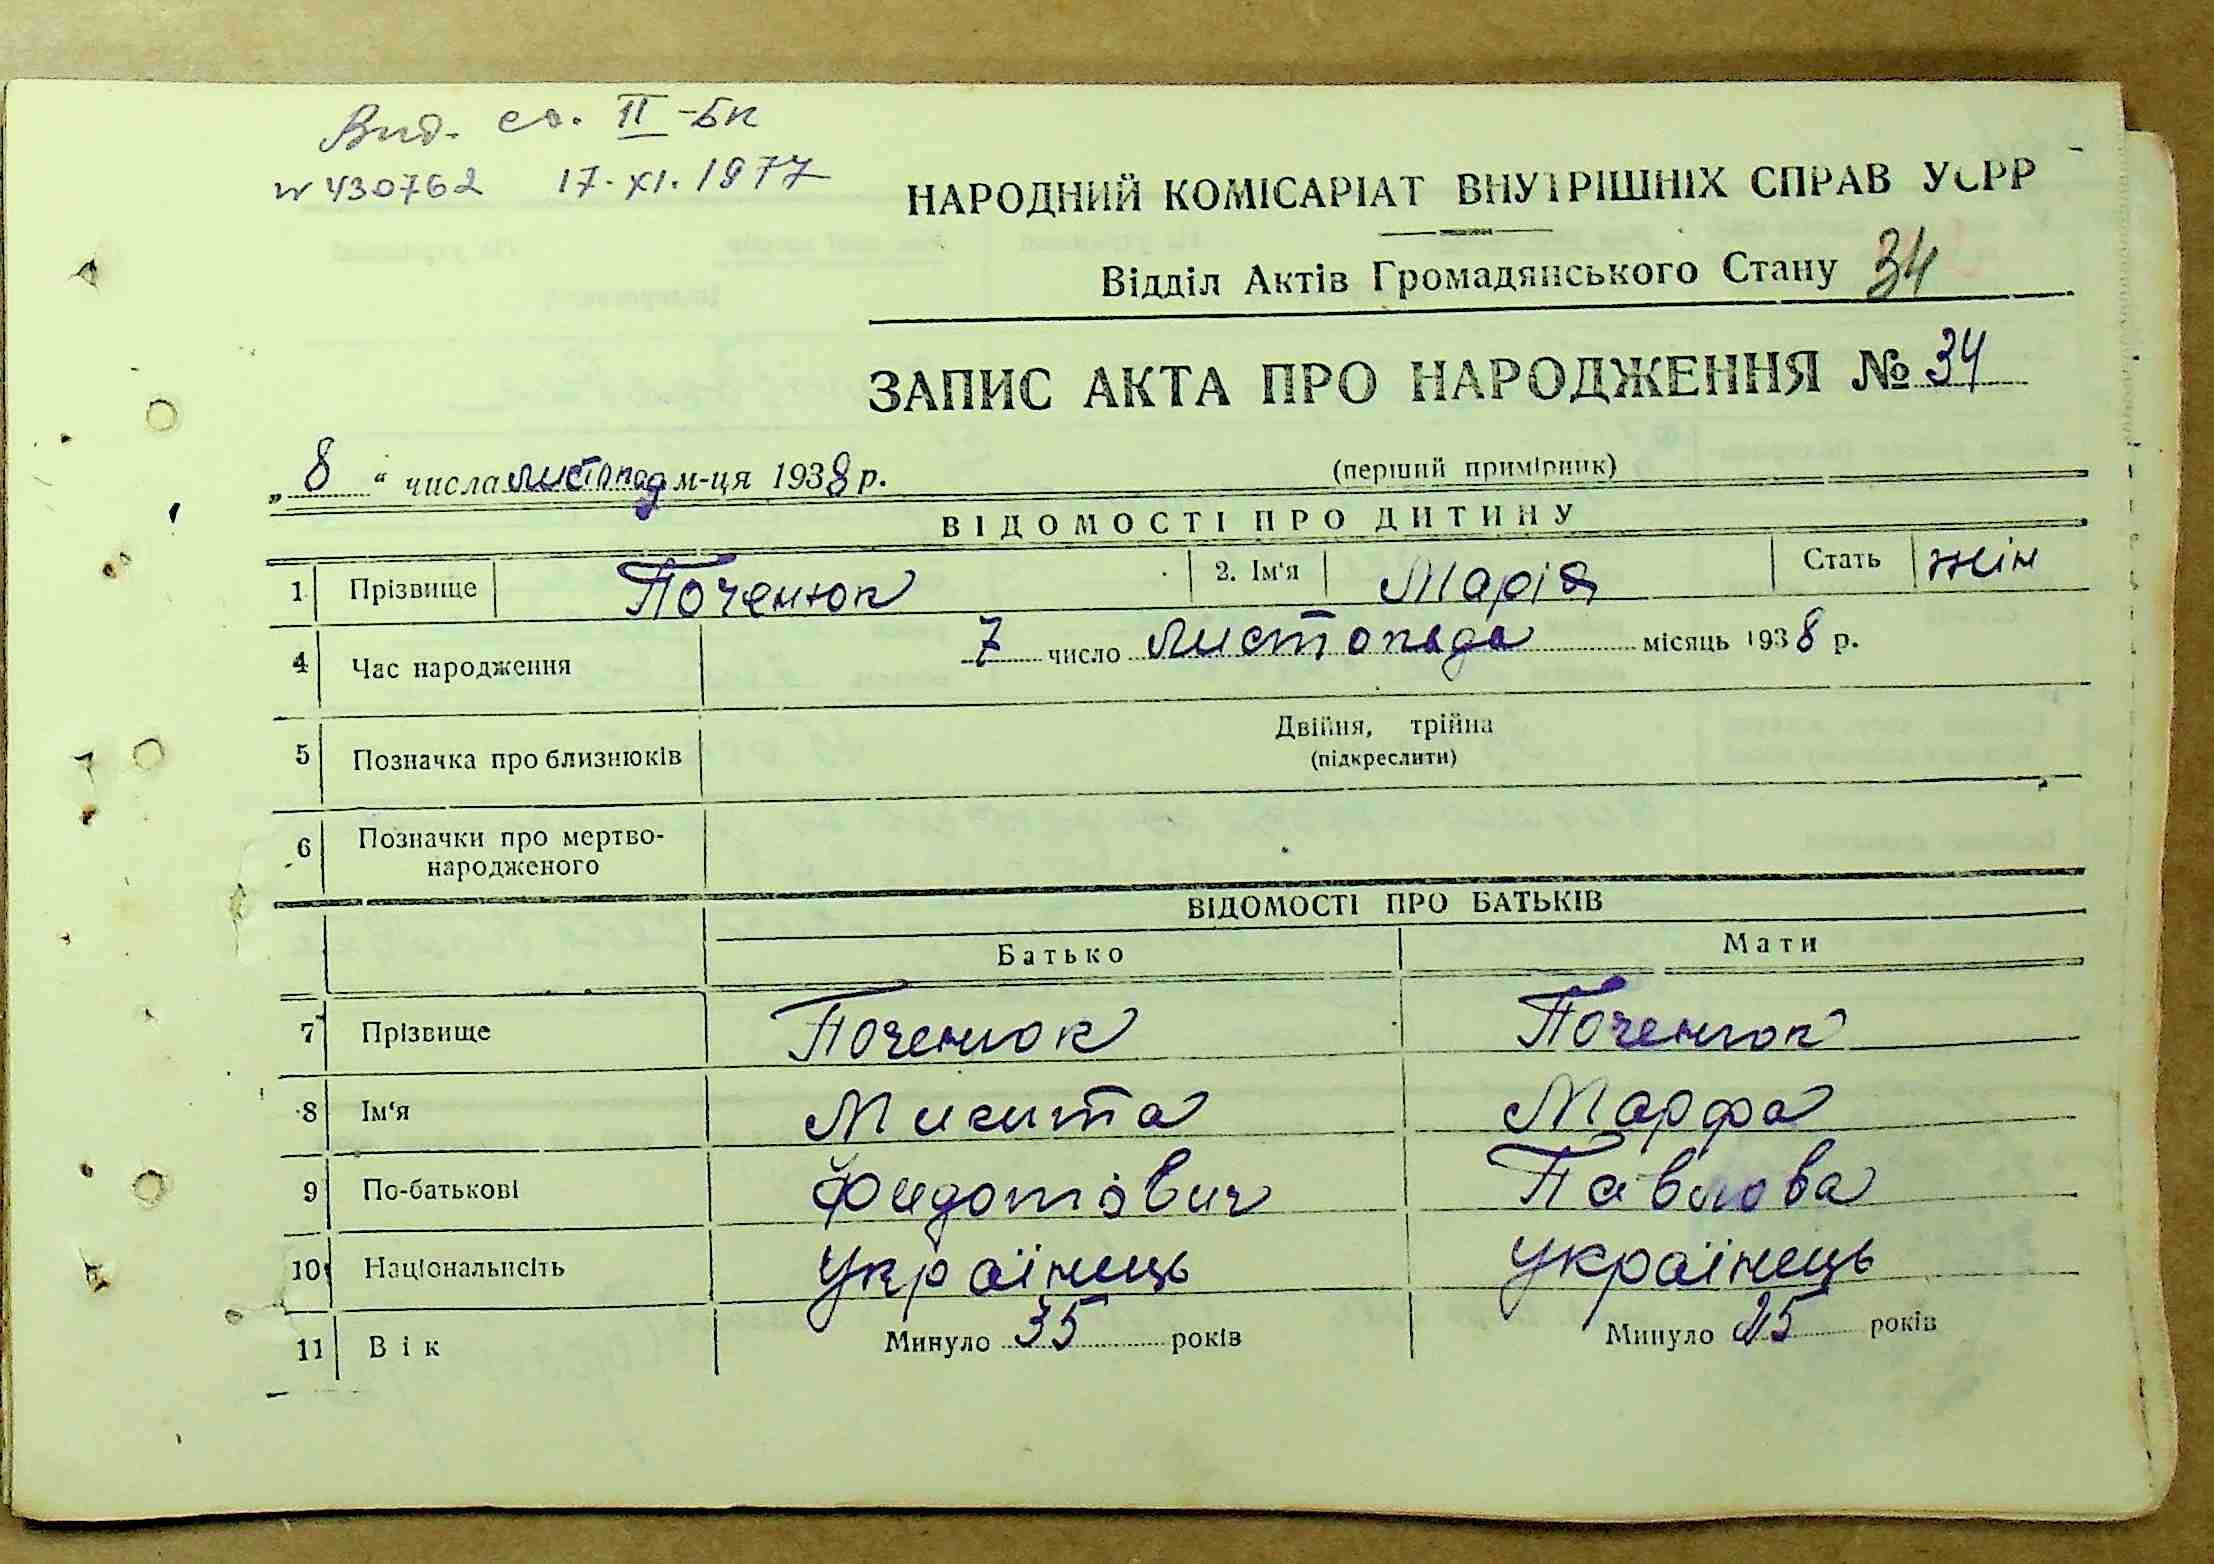 Вид. св. II-БК
N 430762 17.XI.1977
НАРОДНИЙ КОМІСАРІАТ ВНУТРІШНІХ СПРАВ УСРР
Відділ Актів Громадянського Стану 34
ЗАПИС АКТА ПРО НАРОДЖЕННЯ № 34
„8“ числа листопад м-ця 1938 р. (перший примірник)
ВІДОМОСТІ ПРО ДИТИНУ
1 Прізвище Поченюк 2. Ім'я Марія Стать жін
4 Час народження 7 число листопада місяць 1938 р.
5 Позначка про близнюків Двійня, трійня
(підкреслити)
6 Позначки про мертво-
народженого
ВІДОМОСТІ ПРО БАТЬКІВ
Батько Мати
7 Прізвище Поченюк Поченюк
8 Ім'я Микита Марфа
9 По-батькові Фидотович Павлова
10 Національність Українець Українець
11 Вік Минуло 35 років Минуло 25 років